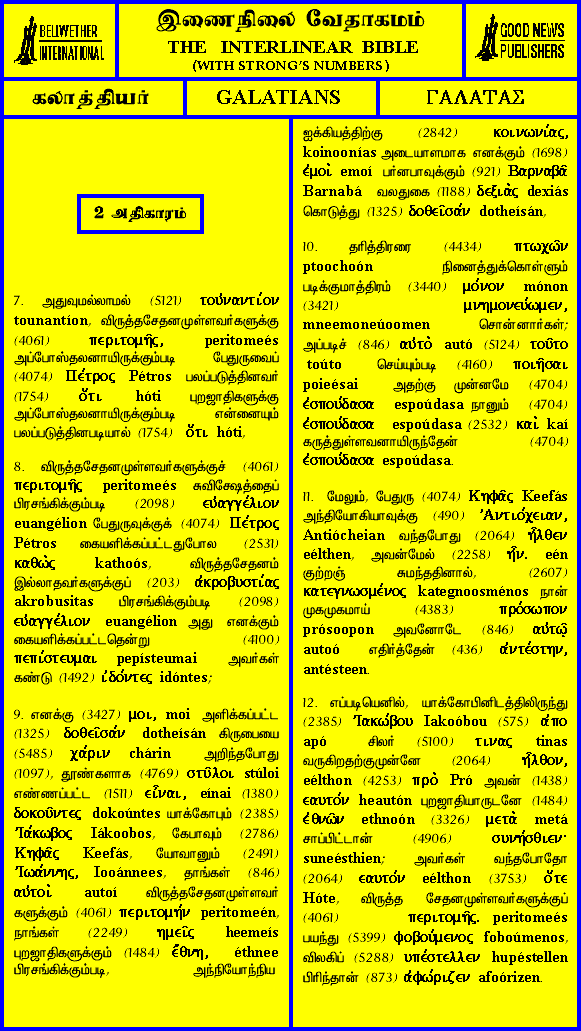 BELLWETHER
INTERNATIONAL
இணைநிலை வேதாகமம்
THE INTERLINEAR BIBLE
(WITH STRONG'S NUMBERS)
GOOD NEWS
PUBLISHERS
கலாத்தியர்
GALATIANS
ΓΑΛΑΤΑΣ
2 அதிகாரம்
7. அதுவுமல்லாமல் (5121) τοὐναντίον
tounantíon, விருத்தசேதனமுள்ளவர்களுக்கு
(4061) περιτομῆς, peritomeés
அப்போஸ்தலனாயிருக்கும்படி பேதுருவைப்
(4074) Πέτρος Pétros பலப்படுத்தினவர்
(1754) ὅτι hóti புறஜாதிகளுக்கு
அப்போஸ்தலனாயிருக்கும்படி என்னையும்
பலப்படுத்தினபடியால் (1754) ὅτι hóti,
8. விருத்தசேதனமுள்ளவர்களுக்குச் (4061)
περιτομῆς peritomeés சுவிசேஷத்தைப்
பிரசங்கிக்கும்படி (2098) εὐαγγέλιον
euangélion பேதுருவுக்குக் (4074) Πέτρος
Pétros கையளிக்கப்பட்டதுபோல (2531)
καθὼς kathoós, விருத்தசேதனம்
இல்லாதவர்களுக்குப் (203) ἀκροβυστίας
akrobusitas பிரசங்கிக்கும்படி (2098)
εὐαγγέλιον euangélion அது எனக்கும்
கையளிக்கப்பட்டதென்று (4100)
πεπίστευμαι pepísteumai அவர்கள்
கண்டு (1492) ἰδόντες idóntes;
9. எனக்கு (3427) μοι, moi அளிக்கப்பட்ட
(1325) δοθεῖσάν dotheísán கிருபையை
(5485) χάριν chárin அறிந்தபோது
(1097), தூண்களாக (4769) στῦλοι stúloi
எண்ணப்பட்ட (1511) εἶναι, eínai (1380)
δοκοῦντες dokoúntes யாக்கோபும் (2385)
Ἰάκωβος Iákoobos, கேபாவும் (2786)
Κηφᾶς Keefás, யோவானும் (2491)
Ἰωάννης, Iooánnees, தாங்கள் (846)
αὐτοὶ autoí விருத்தசேதனமுள்ளவர்
களுக்கும் (4061) περιτομήν peritomeén,
நாங்கள் (2249) ημεῖς heemeís
புறஜாதிகளுக்கும் (1484) ἔθνη, éthnee
பிரசங்கிக்கும்படி, அந்நியோந்நிய
ஐக்கியத்திற்கு (2842) κοινωνίας,
koinoonías அடையாளமாக எனக்கும் (1698)
ἐμοὶ emoí பர்னபாவுக்கும் (921) Βαρναβᾶ
Barnabá வலதுகை (1188) δεξιὰς dexiás
கொடுத்து (1325) δοθεῖσάν dotheísán,
10. தரித்திரரை (4434) πτωχῶν
ptoochoón நினைத்துக்கொள்ளும்
படிக்குமாத்திரம் (3440) μόνον mónon
(3421) μνημονεύωμεν,
mneemoneúoomen சொன்னார்கள்;
அப்படிச் (846) αὐτὸ autó (5124) τοῦτο
toúto செய்யும்படி (4160) ποιῆσαι
poieésai அதற்கு முன்னமே (4704)
ἐσπούδασα espoúdasa நானும் (4704)
ἐσπούδασα espoúdasa (2532) καὶ kaí
கருத்துள்ளவனாயிருந்தேன் (4704)
ἐσπούδασα espoúdasa.
11. மேலும், பேதுரு (4074) Κηφᾶς Keefás
அந்தியோகியாவுக்கு (490) Ἀντιόχειαν,
Antiócheian வந்தபோது (2064) ἦλθεν
eélthen, அவன்மேல் (2258) ἦν. eén
குற்றஞ் சுமந்ததினால், (2607)
κατεγνωσμένος kategnoosménos நான்
முகமுகமாய் (4383) πρόσωπον
prósoopon அவனோடே (846) αὐτῷ
autoó எதிர்த்தேன் (436) ἀντέστην,
antésteen.
12. எப்படியெனில், யாக்கோபினிடத்திலிருந்து
(2385) Ἰακώβου Iakoóbou (575) ἀπο
apó சிலர் (5100) τινας tinas
வருகிறதற்குமுன்னே (2064) ἦλθον,
eélthon (4253) πρὸ Pró அவன் (1438)
εαυτόν heautón புறஜாதியாருடனே (1484)
ἐθνῶν ethnoón (3326) μετὰ metá
சாப்பிட்டான் (4906) συνήσθιεν·
suneésthien; அவர்கள் வந்தபோதோ
(2064) εαυτόν eélthon (3753) ὅτε
Hóte, விருத்த சேதனமுள்ளவர்களுக்குப்
(4061) περιτομῆς. peritomeés
பயந்து (5399) φοβούμενος foboúmenos,
விலகிப் (5288) υπέστελλεν hupéstellen
பிரிந்தான் (873) ἀφώριζεν afoórizen.